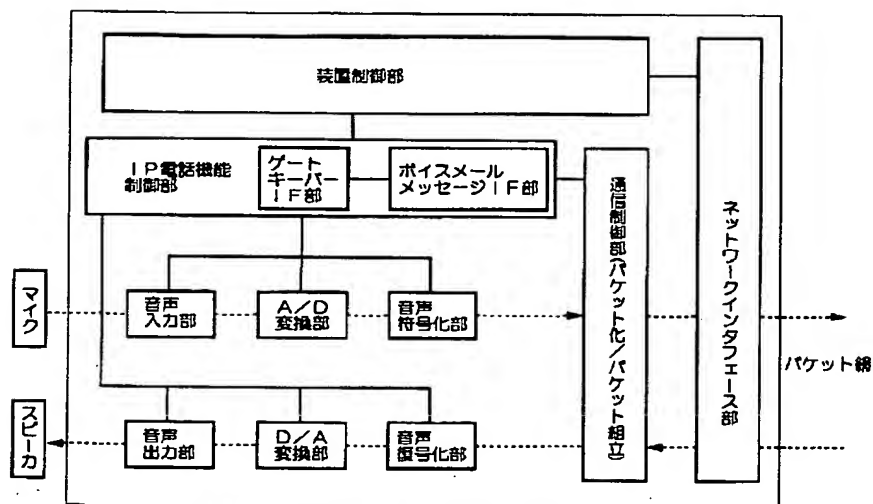 装置制御部
IP電話機能
制御部
ゲート
キーパー
IF部
ボイスメール
メッセージIF部
通信制御部(パケット化/パケット組立)
ネットワークインタフェース部
マイク
音声
入力部
A/D
変換部
音声
符号化部
パケット網
スピーカ
音声
出力部
D/A
変換部
音声
復号化部